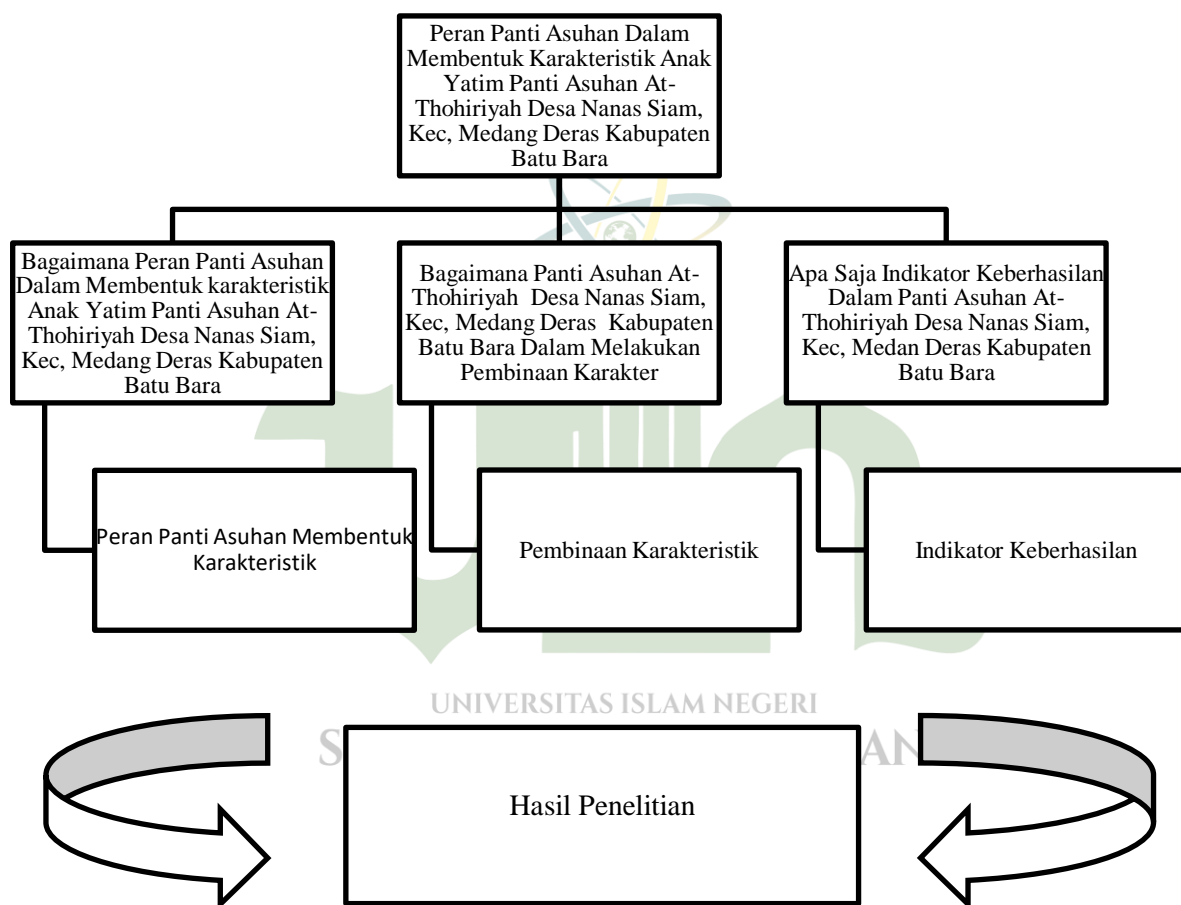 Peran Panti Asuhan Dalam
Membentuk Karakteristik Anak
Yatim Panti Asuhan At-
Thohiriyah Desa Nanas Siam,
Kec, Medang Deras Kabupaten
Batu Bara
Bagaimana Peran Panti Asuhan
Dalam Membentuk karakteristik
Anak Yatim Panti Asuhan At-
Thohiriyah Desa Nanas Siam,
Kec, Medang Deras Kabupaten
Batu Bara
Bagaimana Panti Asuhan At-
Thohiriyah Desa Nanas Siam,
Kec, Medang Deras Kabupaten
Batu Bara Dalam Melakukan
Pembinaan Karakter
Apa Saja Indikator Keberhasilan
Dalam Panti Asuhan At-
Thohiriyah Desa Nanas Siam,
Kec, Medan Deras Kabupaten
Batu Bara
Peran Panti Asuhan Membentuk
Karakteristik
Pembinaan Karakteristik
Indikator Keberhasilan
UNIVERSITAS ISLAM NEGERI
Hasil Penelitian